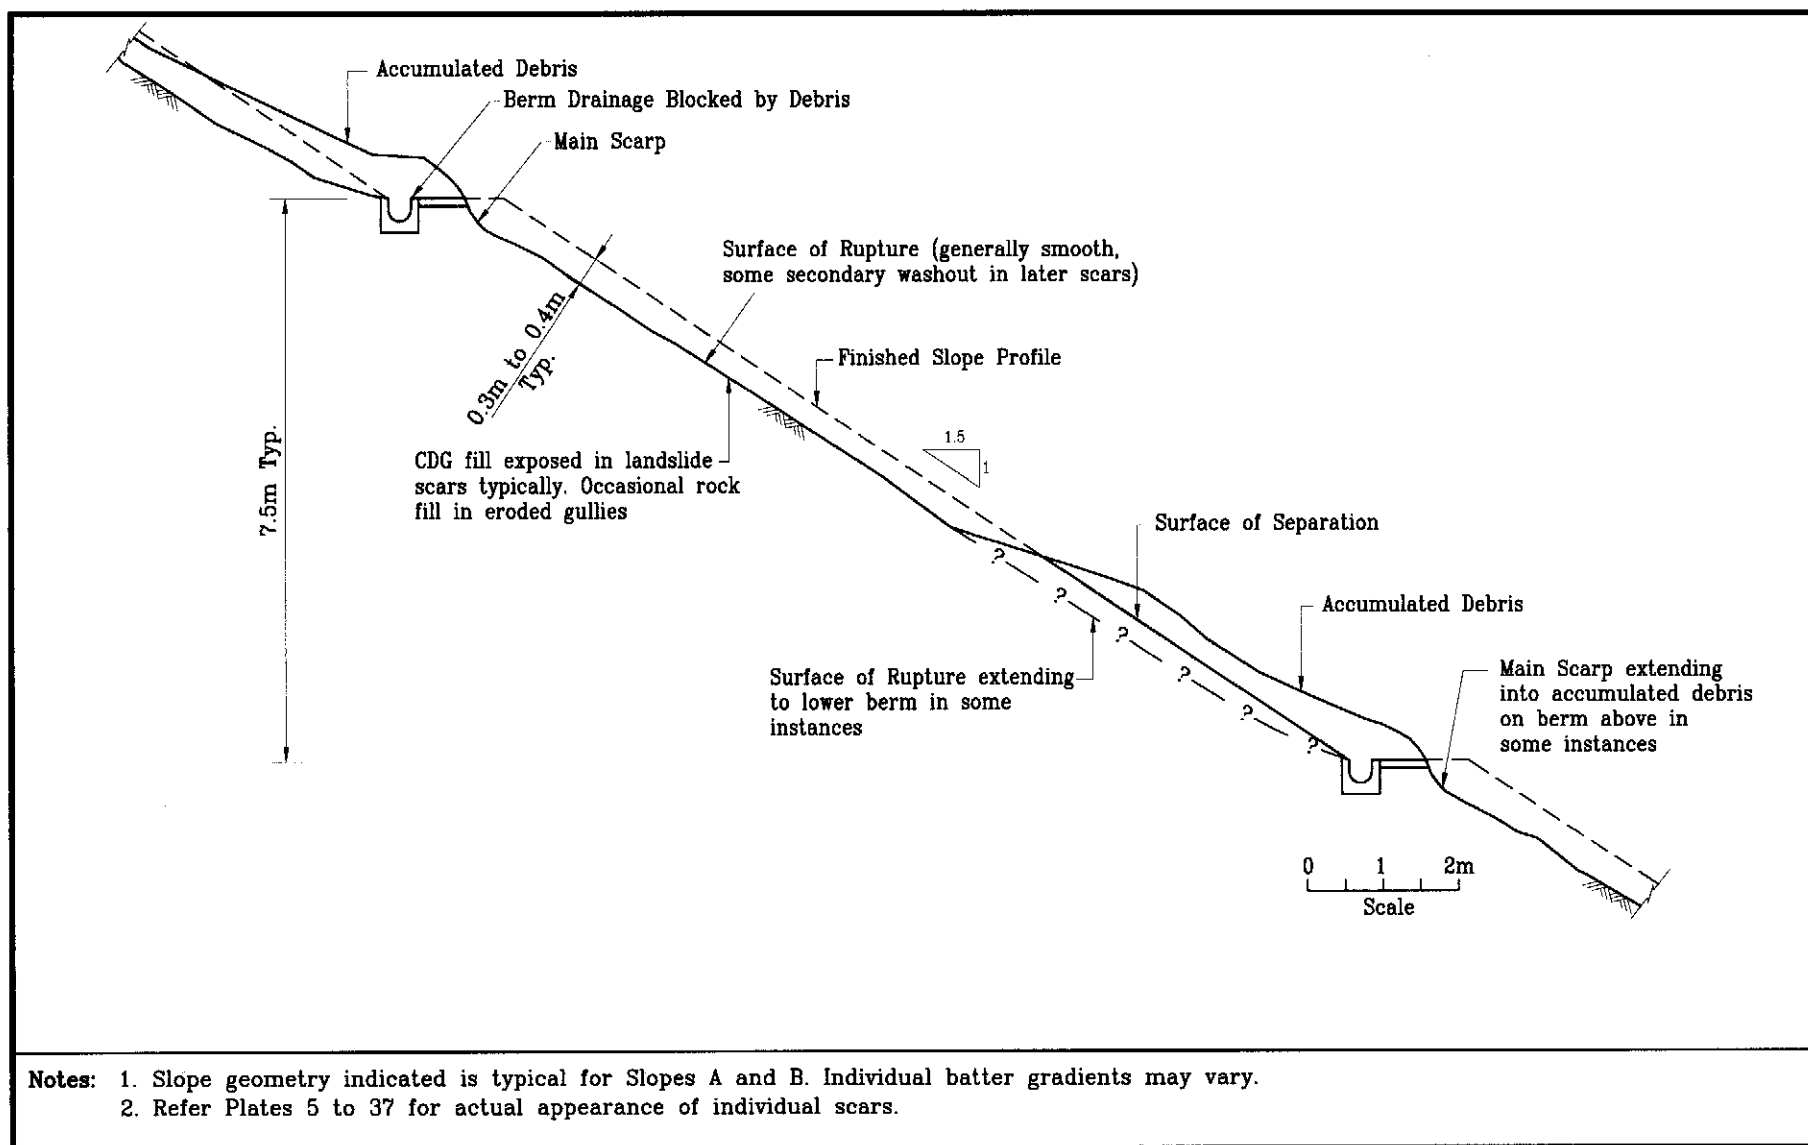 Accumulated Debris
Berm Drainage Blocked by Debris
Main Scarp
Surface of Rupture (generally smooth,
some secondary washout in later scars)
0.3m to 0.4m
Typ.
Finished Slope Profile
7.5m Typ.
CDG fill exposed in landslide
scars typically. Occasional rock
fill in eroded gullies
1.5
1
Surface of Separation
?
?
?
?
?
?
Accumulated Debris
Surface of Rupture extending
to lower berm in some
instances
Main Scarp extending
into accumulated debris
on berm above in
some instances
0 1 2m
Scale
Notes: 1. Slope geometry indicated is typical for Slopes A and B. Individual batter gradients may vary.
2. Refer Plates 5 to 37 for actual appearance of individual scars.